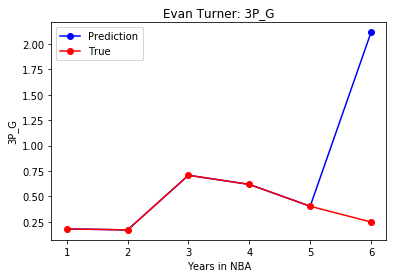 Evan Turner: 3P_G
Prediction
True
3P_G
2.00
1.75
1.50
1.25
1.00
0.75
0.50
0.25
1 2 3 4 5 6
Years in NBA